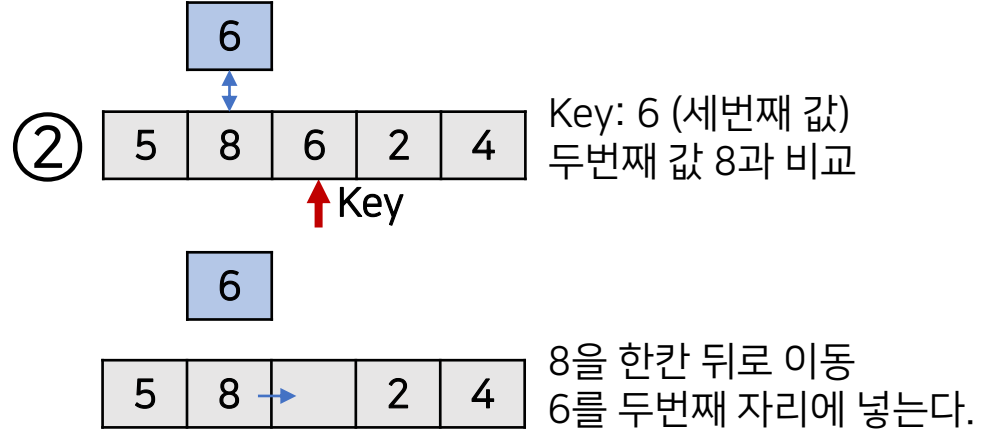 6
② 5 8 6 2 4
Key: 6 (세번째 값)
두번째 값 8과 비교
Key
6
5 8 2 4
8을 한칸 뒤로 이동
6를 두번째 자리에 넣는다.